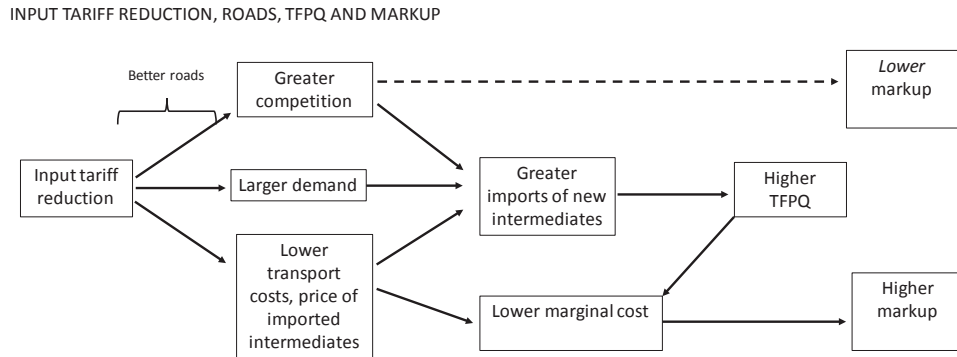 INPUT TARIFF REDUCTION, ROADS, TFPQ AND MARKUP
Better roads
Greater
competition
Lower
markup
Input tariff
reduction
Larger demand
Greater
imports of new
intermediates
Higher
TFPQ
Lower
transport
costs, price of
imported
intermediates
Lower marginal cost
Higher
markup